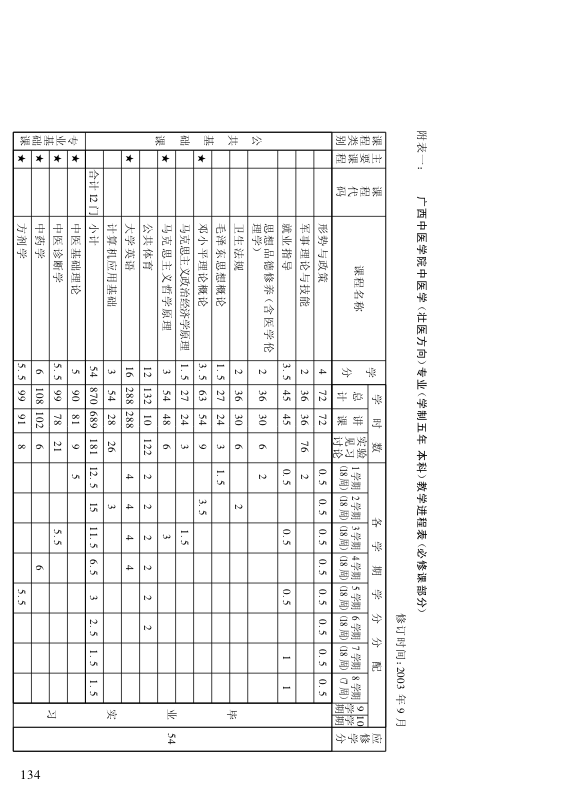 附表一： 广西中医学院中医学（壮医方向）专业（学制五年 本科）教学进程表（必修课部分）
修订时间：2003 年 9 月
课程类别 主要课程 课程代码 课程名称 学分 学时数 各学期学分分配 应修学分
总计 讲课 实验见习讨论 1学期(18周) 2学期(18周) 3学期(18周) 4学期(18周) 5学期(18周) 6学期(18周) 7学期(18周) 8学期(7周) 9学期 10学期
公共基础课
形势与政策 4 72 72 0.5 0.5 0.5 0.5 0.5 0.5 0.5 0.5
军事理论与技能 2 36 36 76 2
就业指导 3.5 45 45 0.5 0.5 0.5 1 1
思想品德修养（含医学伦理学） 2 36 30 6 2
卫生法规 2 36 30 6 2
毛泽东思想概论 1.5 27 24 3 1.5
★ 邓小平理论概论 3.5 63 54 9 3.5
马克思主义政治经济学原理 1.5 27 24 3 1.5
★ 马克思主义哲学原理 3 54 48 6 3
公共体育 12 132 10 122 2 2 2 2 2 2
★ 大学英语 16 288 288 4 4 4 4
计算机应用基础 3 54 28 26 3
合计12门 小计 54 870 689 181 12.5 15 11.5 6.5 3 2.5 1.5 1.5
专业基础课
★ 中医基础理论 5 90 81 9 5
★ 中医诊断学 5.5 99 78 21 5.5
★ 中药学 6 108 102 6 6
★ 方剂学 5.5 99 91 8 5.5
毕业实习 54
134